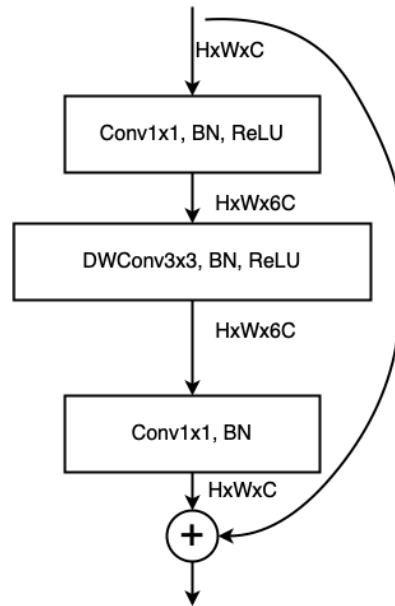 HxWxC
Conv1x1, BN, ReLU
HxWx6C
DWConv3x3, BN, ReLU
HxWx6C
Conv1x1, BN
HxWxC
+